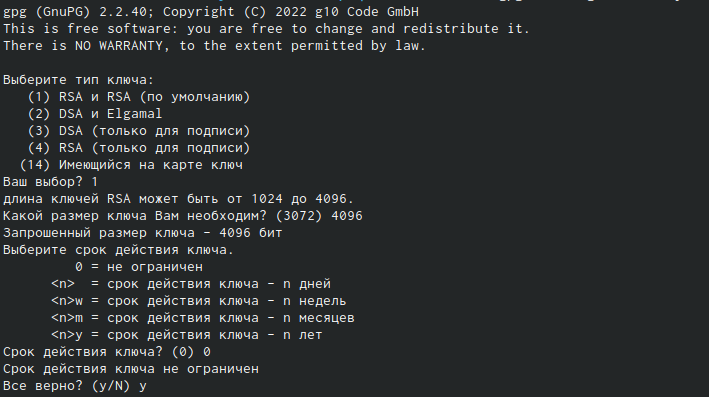 gpg (GnuPG) 2.2.40; Copyright (C) 2022 g10 Code GmbH
This is free software: you are free to change and redistribute it.
There is NO WARRANTY, to the extent permitted by law.
Выберите тип ключа:
(1) RSA и RSA (по умолчанию)
(2) DSA и Elgamal
(3) DSA (только для подписи)
(4) RSA (только для подписи)
(14) Имеющийся на карте ключ
Ваш выбор? 1
длина ключей RSA может быть от 1024 до 4096.
Какой размер ключа Вам необходим? (3072) 4096
Запрошенный размер ключа - 4096 бит
Выберите срок действия ключа.
0 = не ограничен
<n>  = срок действия ключа - n дней
<n>w = срок действия ключа - n недель
<n>m = срок действия ключа - n месяцев
<n>y = срок действия ключа - n лет
Срок действия ключа? (0) 0
Срок действия ключа не ограничен
Все верно? (y/N) y